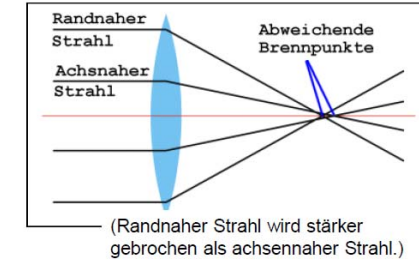 Randnaher
Strahl
Abweichende
Brennpunkte
Achsnaher
Strahl
(Randnaher Strahl wird stärker
gebrochen als achsennaher Strahl.)